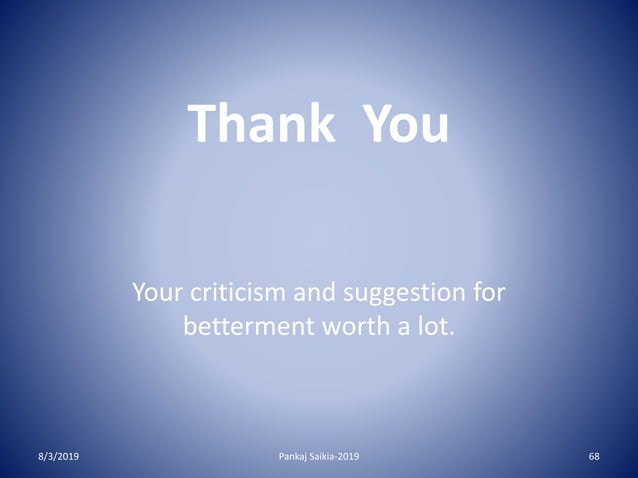 Thank You
Your criticism and suggestion for
betterment worth a lot.
8/3/2019 Pankaj Saikia-2019 68